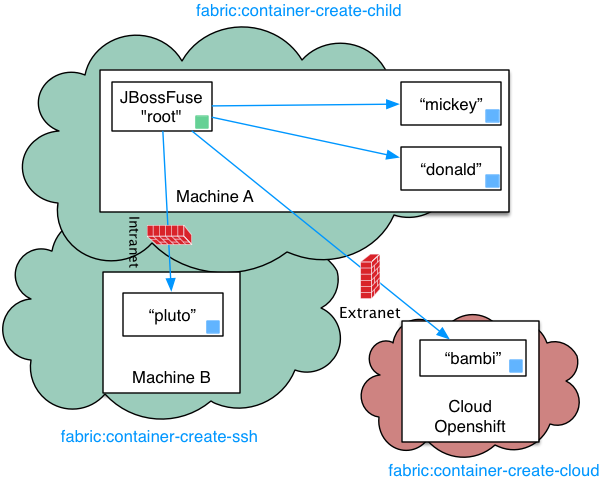 fabric:container-create-child
JBossFuse
"root"
“mickey”
“donald”
Machine A
Intranet
“pluto”
Machine B
fabric:container-create-ssh
Extranet
“bambi”
Cloud
Openshift
fabric:container-create-cloud